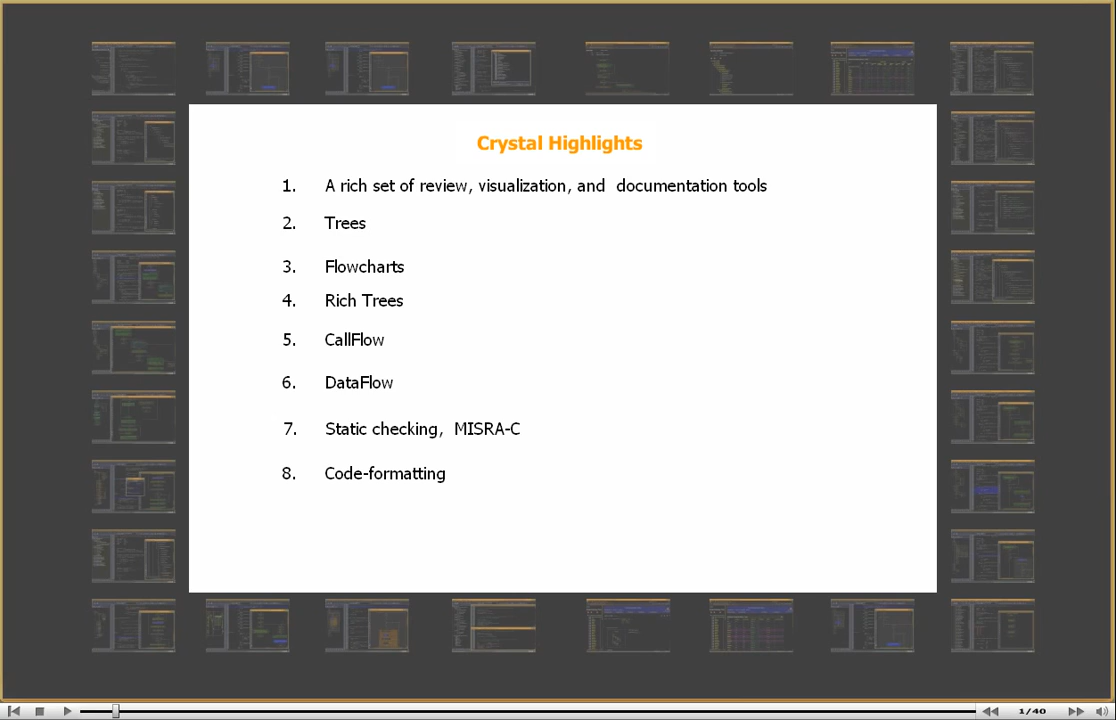 Crystal Highlights
1. A rich set of review, visualization, and documentation tools
2. Trees
3. Flowcharts
4. Rich Trees
5. CallFlow
6. DataFlow
7. Static checking, MISRA-C
8. Code-formatting
1/40